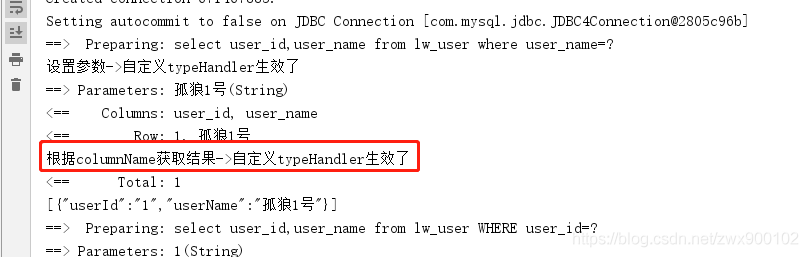 Setting autocommit to false on JDBC Connection [com.mysql.jdbc.JDBC4Connection@2805c96b]
==>  Preparing: select user_id,user_name from lw_user where user_name=?
设置参数->自定义typeHandler生效了
==> Parameters: 孤狼1号(String)
<==    Columns: user_id, user_name
<==        Row: 1, 孤狼1号
根据columnName获取结果->自定义typeHandler生效了
<==      Total: 1
[{"userId":"1","userName":"孤狼1号"}]
==>  Preparing: select user_id,user_name from lw_user WHERE user_id=?
==> Parameters: 1(String)
https://blog.csdn.net/zwx900102